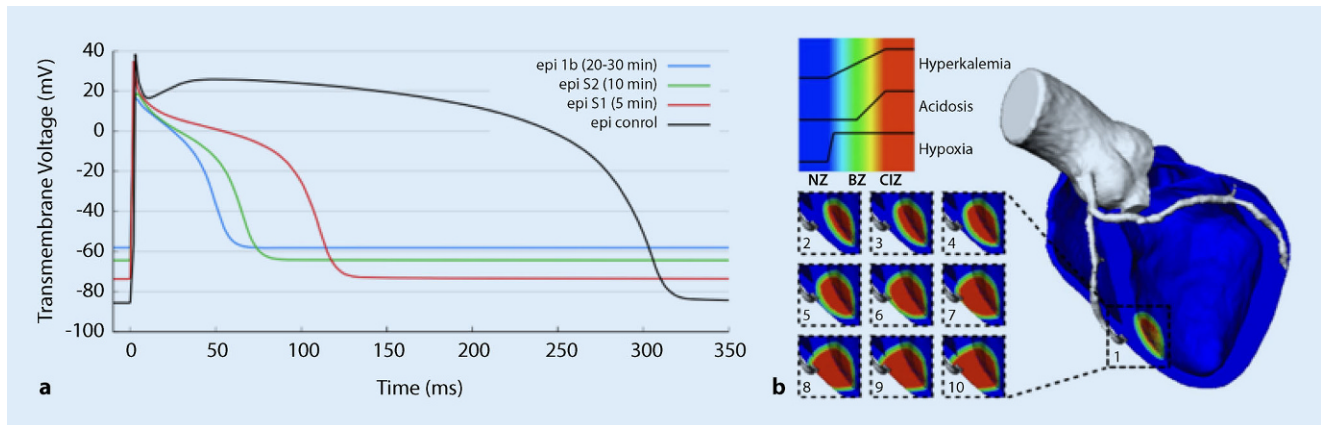 40
20
0
-20
-40
-60
-80
-100
Transmembrane Voltage (mV)
epi 1b (20-30 min)
epi S2 (10 min)
epi S1 (5 min)
epi conrol
0
50
100
150
200
250
300
350
Time (ms)
a
Hyperkalemia
Acidosis
Hypoxia
NZ BZ CIZ
2 3 4
5 6 7
8 9 10
1
b